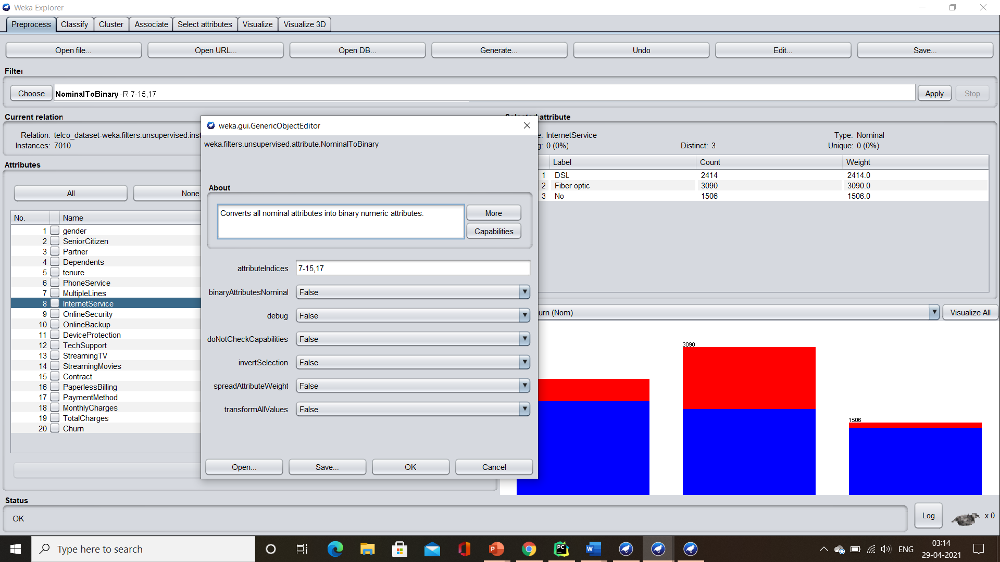 Weka Explorer
Preprocess Classify Cluster Associate Select attributes Visualize Visualize 3D
Open file... Open URL... Open DB... Generate... Undo Edit... Save...
Filter
Choose NominalToBinary -R 7-15,17 Apply Stop
Current relation
Relation: telco_dataset-weka.filters.unsupervised.inst
Instances: 7010
Attributes
All None
No. Name
1 gender
2 SeniorCitizen
3 Partner
4 Dependents
5 tenure
6 PhoneService
7 MultipleLines
8 InternetService
9 OnlineSecurity
10 OnlineBackup
11 DeviceProtection
12 TechSupport
13 StreamingTV
14 StreamingMovies
15 Contract
16 PaperlessBilling
17 PaymentMethod
18 MonthlyCharges
19 TotalCharges
20 Churn
weka.gui.GenericObjectEditor
weka.filters.unsupervised.attribute.NominalToBinary
About
Converts all nominal attributes into binary numeric attributes.
More
Capabilities
attributeIndices 7-15,17
binaryAttributesNominal False
debug False
doNotCheckCapabilities False
invertSelection False
spreadAttributeWeight False
transformAllValues False
Open... Save... OK Cancel
attribute
e: InternetService Type: Nominal
g: 0 (0%) Distinct: 3 Unique: 0 (0%)
Label Count Weight
1 DSL 2414 2414.0
2 Fiber optic 3090 3090.0
3 No 1506 1506.0
urn (Nom) Visualize All
3090
1506
Status
OK
Log x 0
Type here to search
ENG
03:14
29-04-2021